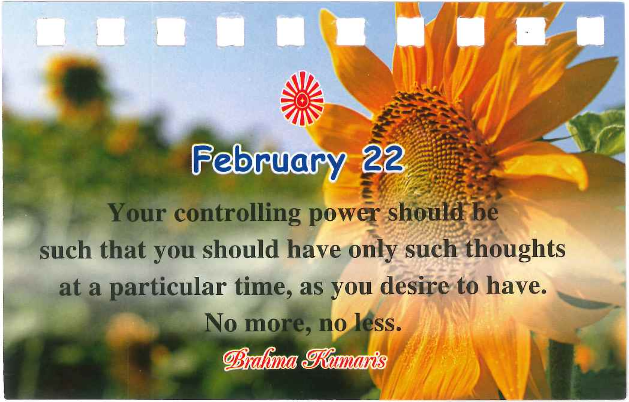 February 22
Your controlling power should be
such that you should have only such thoughts
at a particular time, as you desire to have.
No more, no less.
Brahma Kumaris